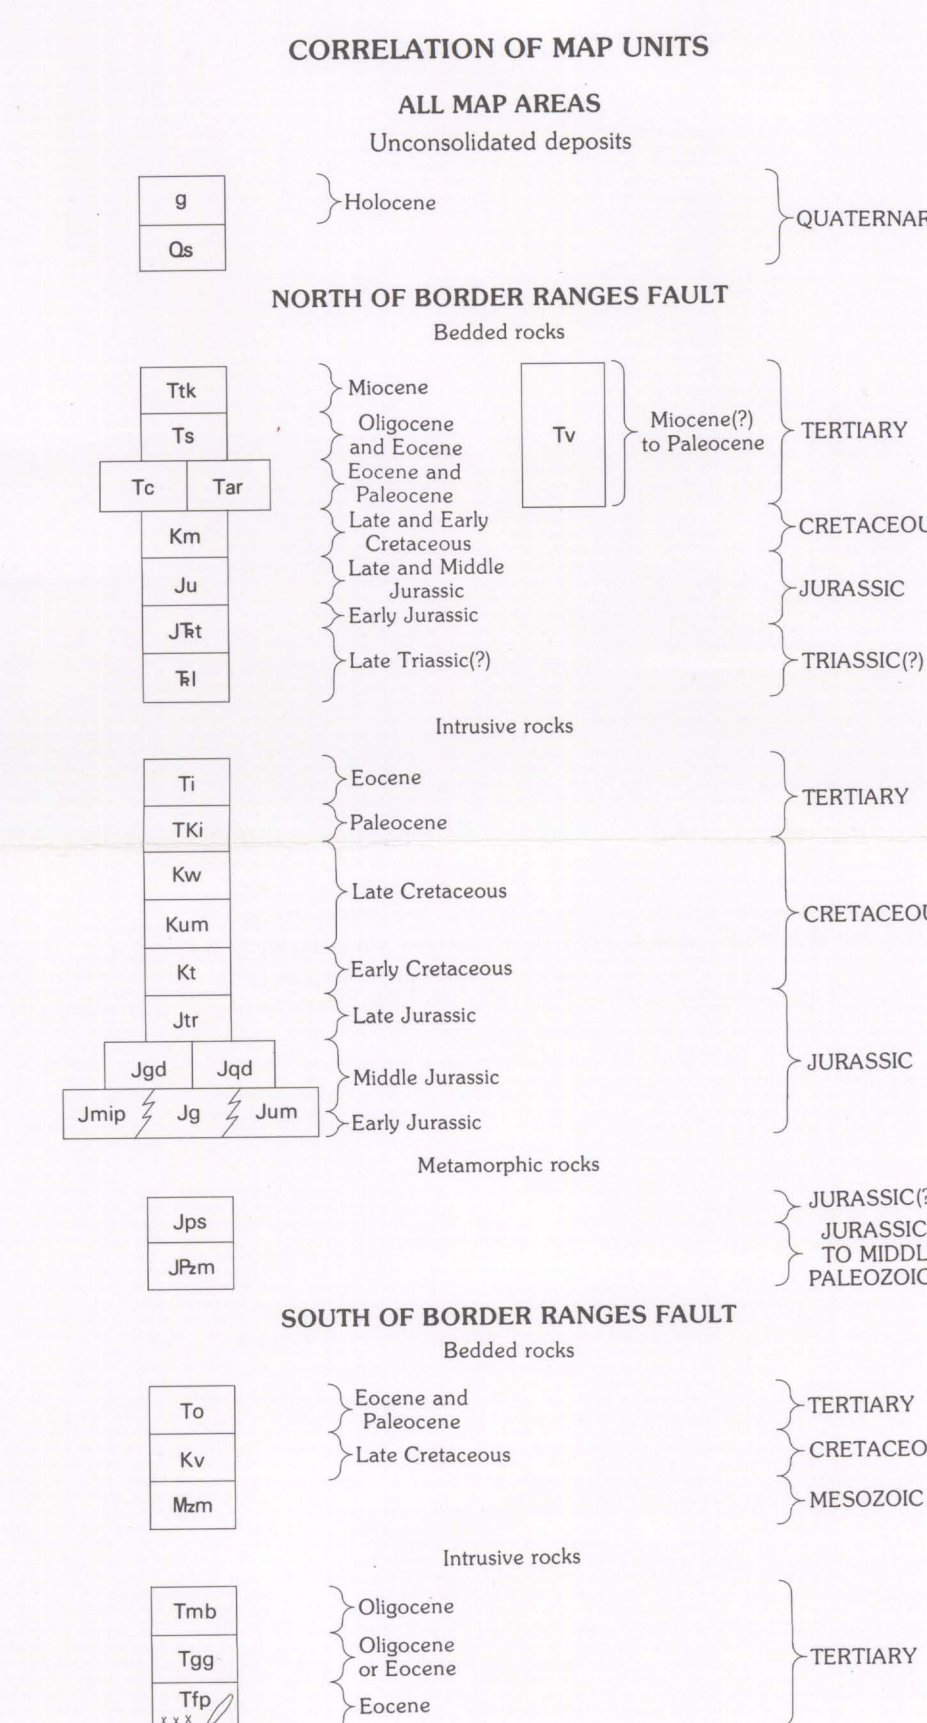 CORRELATION OF MAP UNITS
ALL MAP AREAS
Unconsolidated deposits
g
Holocene
QUATERNAR
Qs
NORTH OF BORDER RANGES FAULT
Bedded rocks
Ttk
Miocene
Ts
Oligocene
and Eocene
Tv
Miocene(?)
to Paleocene
TERTIARY
Tc
Tar
Eocene and
Paleocene
Km
Late and Early
Cretaceous
CRETACEOU
Ju
Late and Middle
Jurassic
JURASSIC
JTRt
Early Jurassic
TRl
Late Triassic(?)
TRIASSIC(?)
Intrusive rocks
Ti
Eocene
TERTIARY
TKi
Paleocene
Kw
Late Cretaceous
CRETACEOU
Kum
Kt
Early Cretaceous
Jtr
Late Jurassic
Jgd
Jqd
Middle Jurassic
JURASSIC
Jmip
Jg
Jum
Early Jurassic
Metamorphic rocks
Jps
JURASSIC(?
JPzm
JURASSIC
TO MIDDL
PALEOZOIC
SOUTH OF BORDER RANGES FAULT
Bedded rocks
To
Eocene and
Paleocene
TERTIARY
Kv
Late Cretaceous
CRETACEO
Mzm
MESOZOIC
Intrusive rocks
Tmb
Oligocene
Tgg
Oligocene
or Eocene
TERTIARY
Tfp
x x x
Eocene